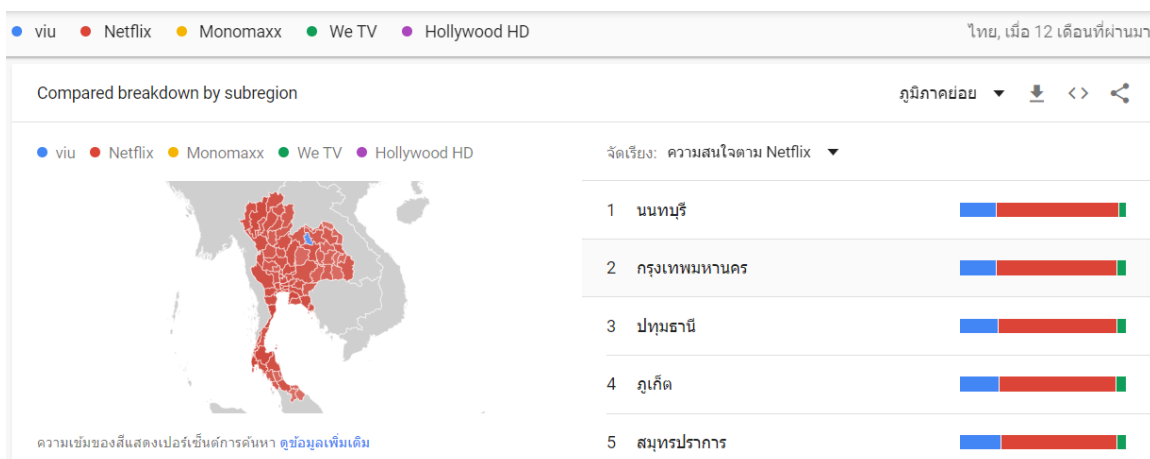 viu Netflix Monomaxx We TV Hollywood HD ไทย, เมื่อ 12 เดือนที่ผ่านมา
Compared breakdown by subregion ภูมิภาคย่อย
viu Netflix Monomaxx We TV Hollywood HD
จัดเรียง: ความสนใจตาม Netflix
1 นนทบุรี
2 กรุงเทพมหานคร
3 ปทุมธานี
4 ภูเก็ต
5 สมุทรปราการ
ความเข้มของสีแสดงเปอร์เซ็นต์การค้นหา ดูข้อมูลเพิ่มเติม